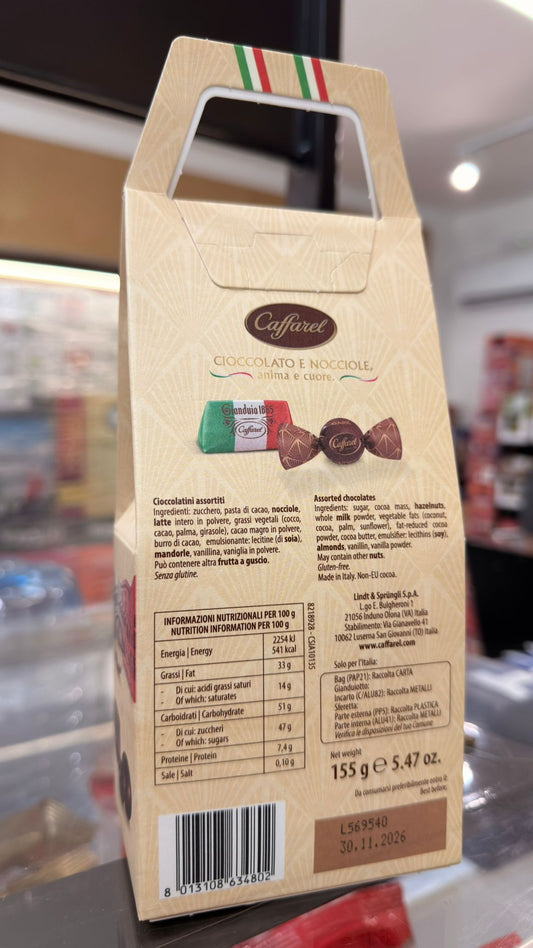 Caffarel
CIOCCOLATO E NOCCIOLE,
anima e cuore.
Gianduia 1865
Caffarel
Caffarel
Cioccolatini assortiti
Ingredienti: zucchero, pasta di cacao, nocciole,
latte intero in polvere, grassi vegetali (cocco,
cacao, palma, girasole), cacao magro in polvere,
burro di cacao, emulsionante: lecitine (di soia),
mandorle, vanillina, vaniglia in polvere.
Può contenere altra frutta a guscio.
Senza glutine.
Assorted chocolates
Ingredients: sugar, cocoa mass, hazelnuts,
whole milk powder, vegetable fats (coconut,
cocoa, palm, sunflower), fat-reduced cocoa
powder, cocoa butter, emulsifier: lecithins (soy),
almonds, vanillin, vanilla powder.
May contain other nuts.
Gluten-free.
Made in Italy. Non-EU cocoa.
INFORMAZIONI NUTRIZIONALI PER 100 g
NUTRITION INFORMATION PER 100 g
Energia | Energy 2254 kJ
541 kcal
Grassi | Fat 33 g
- Di cui: acidi grassi saturi 14 g
- Of which: saturates
Carboidrati | Carbohydrate 51 g
- Di cui: zuccheri 47 g
- Of which: sugars
Proteine | Protein 7,4 g
Sale | Salt 0,10 g
8218928 - CSIA10135
Lindt & Sprüngli S.p.A.
L.go E. Bulgheroni 1
21056 Induno Olona (VA) Italia
Stabilimento: Via Gianavello 41
10062 Luserna San Giovanni (TO) Italia
www.caffarel.com
Solo per l'Italia:
Bag (PAP21): Raccolta CARTA
Gianduiotto:
Incarto (C/ALU82): Raccolta METALLI
Sferetta:
Parte esterna (PP5): Raccolta PLASTICA
Parte interna (ALU41): Raccolta METALLI
Verifica le disposizioni del tuo Comune
Net weight
155 g e 5.47 oz.
Da consumarsi preferibilmente entro il:
Best before:
L569540
30.11.2026
8 013108 634802